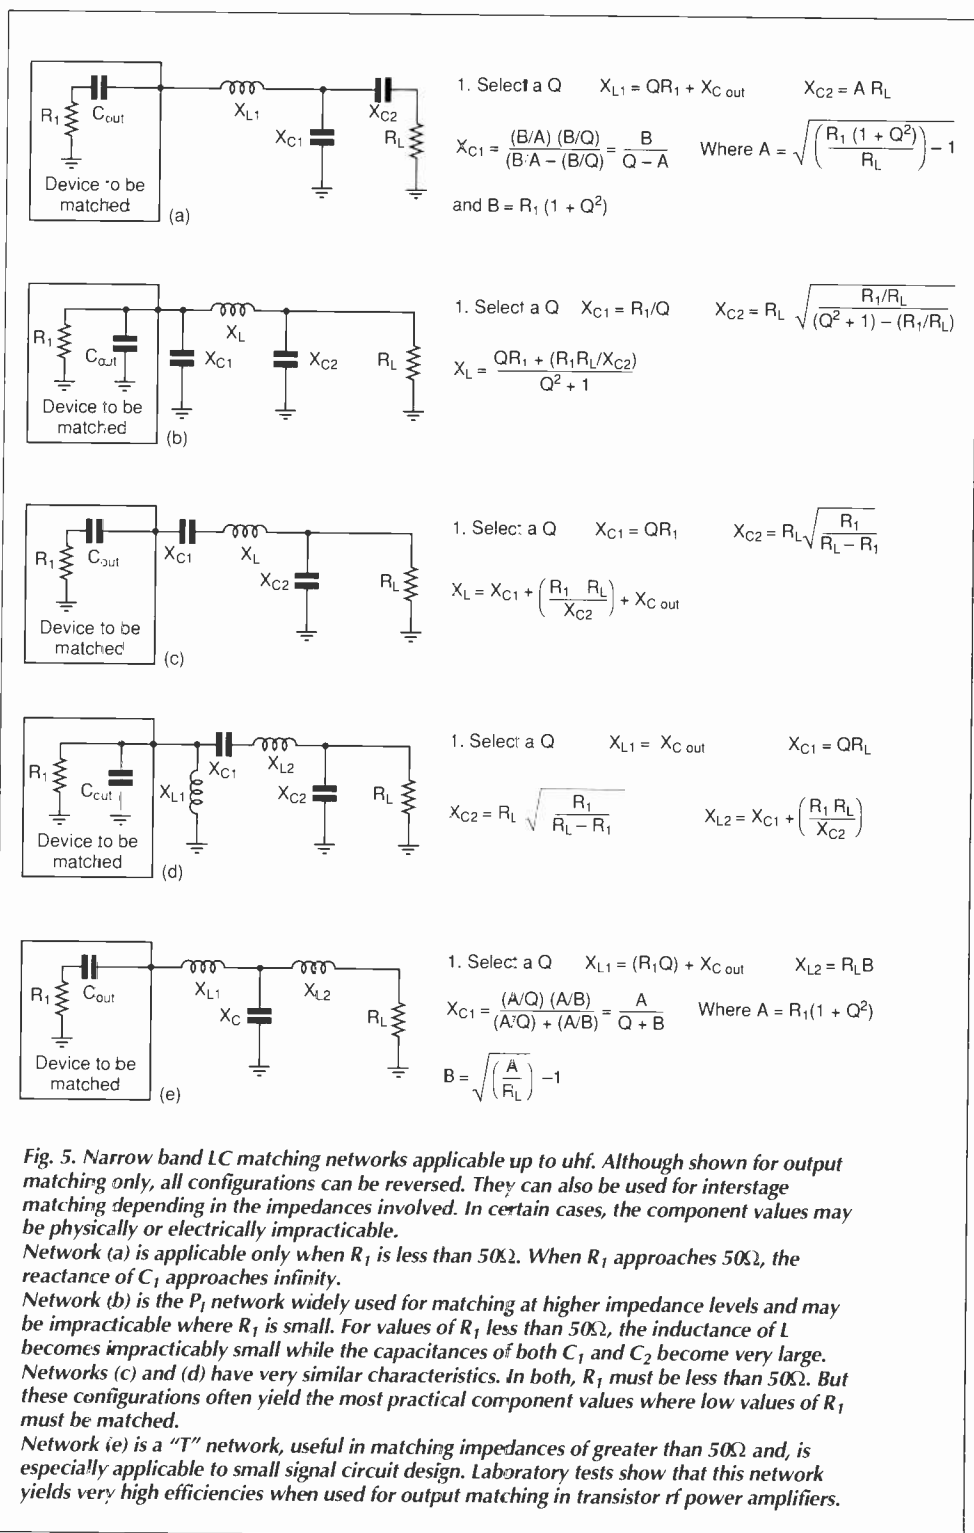 R1
Cout
XL1
XC1
XC2
RL
Device to be
matched
(a)
1. Select a Q    XL1 = QR1 + XC out    XC2 = A RL
XC1 = (B/A) (B/Q) / (B/A – (B/Q) = B / Q – A    Where A = √((R1 (1 + Q²) / RL) – 1
and B = R1 (1 + Q²)
R1
Cout
XC1
XL
XC2
RL
Device to be
matched
(b)
1. Select a Q    XC1 = R1/Q    XC2 = RL √(R1/RL / (Q² + 1) – (R1/RL))
XL = QR1 + (R1RL/XC2) / Q² + 1
R1
Cout
XC1
XL
XC2
RL
Device to be
matched
(c)
1. Select a Q    XC1 = QR1    XC2 = RL √(R1 / RL – R1)
XL = XC1 + (R1 RL / XC2) + XC out
R1
Cout
XL1
XC1
XL2
XC2
RL
Device to be
matched
(d)
1. Select a Q    XL1 = XC out    XC1 = QRL
XC2 = RL √(R1 / RL – R1)    XL2 = XC1 + (R1 RL / XC2)
R1
Cout
XL1
XC
XL2
RL
Device to be
matched
(e)
1. Select a Q    XL1 = (R1Q) + XC out    XL2 = RLB
XC1 = (A/Q) (A/B) / (A/Q) + (A/B) = A / Q + B    Where A = R1(1 + Q²)
B = √(A / RL) –1
Fig. 5. Narrow band LC matching networks applicable up to uhf. Although shown for output
matching only, all configurations can be reversed. They can also be used for interstage
matching depending in the impedances involved. In certain cases, the component values may
be physically or electrically impracticable.
Network (a) is applicable only when R1 is less than 50Ω. When R1 approaches 50Ω, the
reactance of C1 approaches infinity.
Network (b) is the PI network widely used for matching at higher impedance levels and may
be impracticable where R1 is small. For values of R1 less than 50Ω, the inductance of L
becomes impracticably small while the capacitances of both C1 and C2 become very large.
Networks (c) and (d) have very similar characteristics. In both, R1 must be less than 50Ω. But
these configurations often yield the most practical component values where low values of R1
must be matched.
Network (e) is a "T" network, useful in matching impedances of greater than 50Ω and, is
especially applicable to small signal circuit design. Laboratory tests show that this network
yields very high efficiencies when used for output matching in transistor rf power amplifiers.